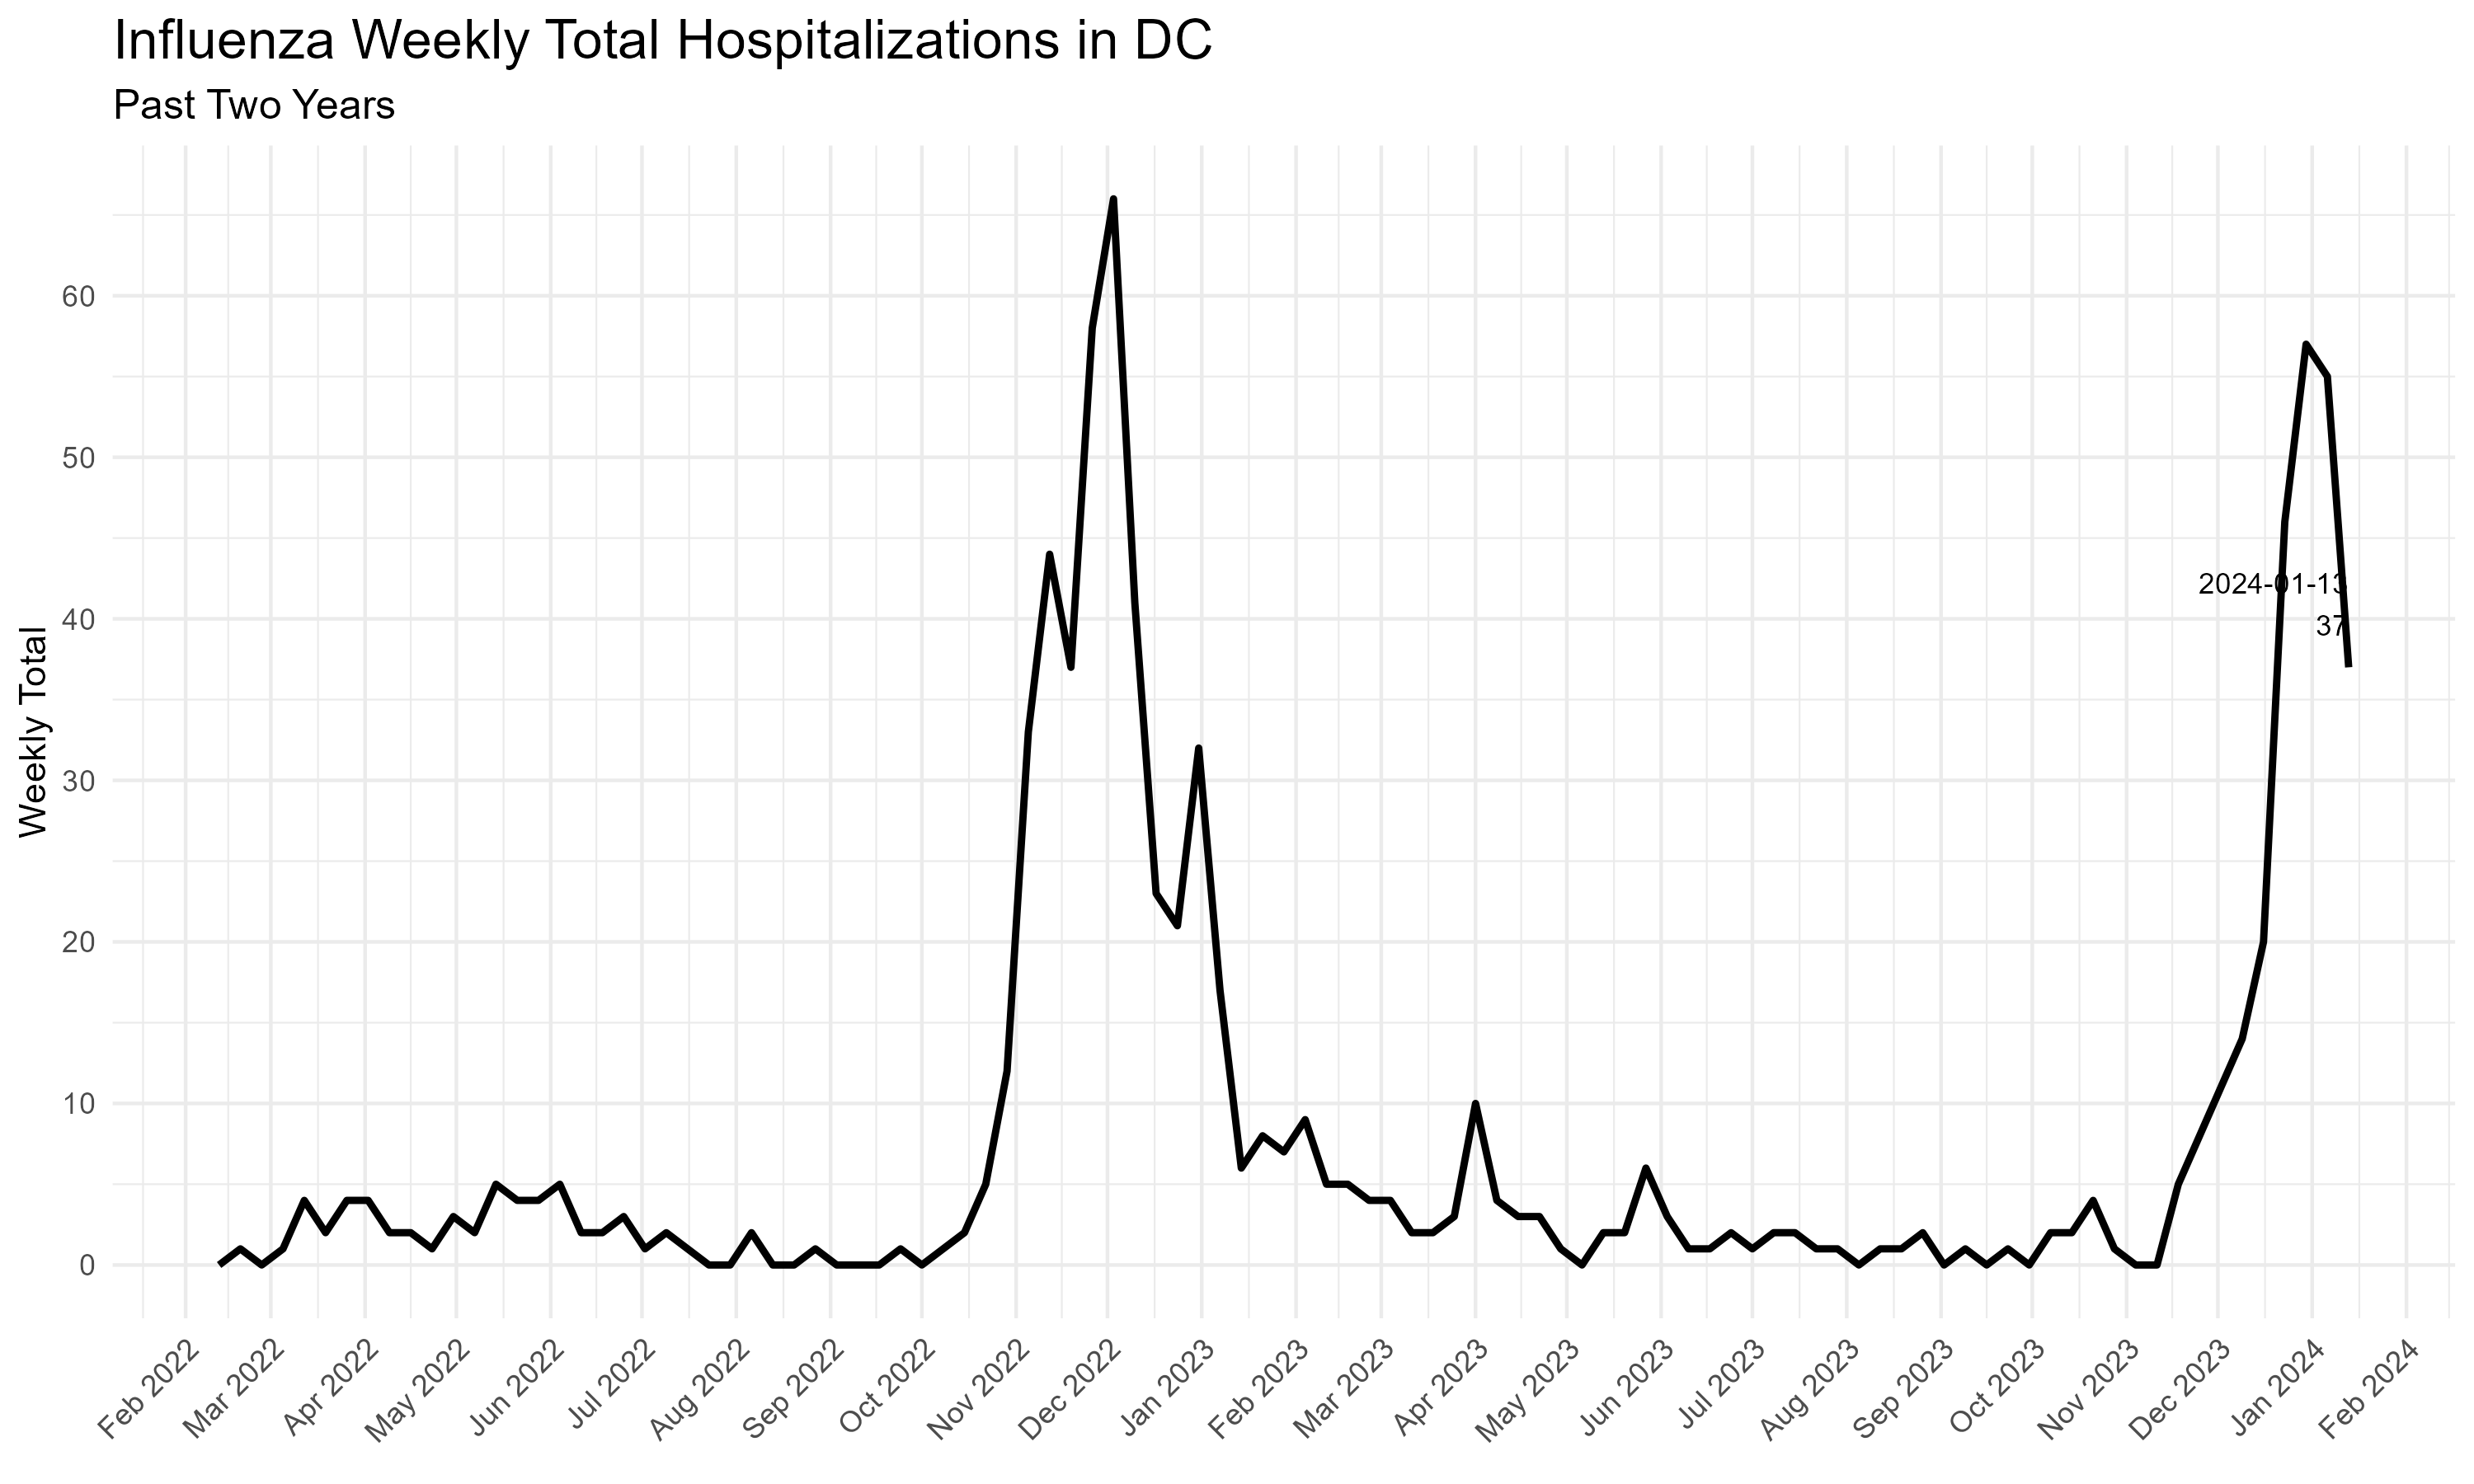 Influenza Weekly Total Hospitalizations in DC
Past Two Years
Weekly Total
60
50
40
30
20
10
0
2024-01-13
37
Feb 2022
Mar 2022
Apr 2022
May 2022
Jun 2022
Jul 2022
Aug 2022
Sep 2022
Oct 2022
Nov 2022
Dec 2022
Jan 2023
Feb 2023
Mar 2023
Apr 2023
May 2023
Jun 2023
Jul 2023
Aug 2023
Sep 2023
Oct 2023
Nov 2023
Dec 2023
Jan 2024
Feb 2024